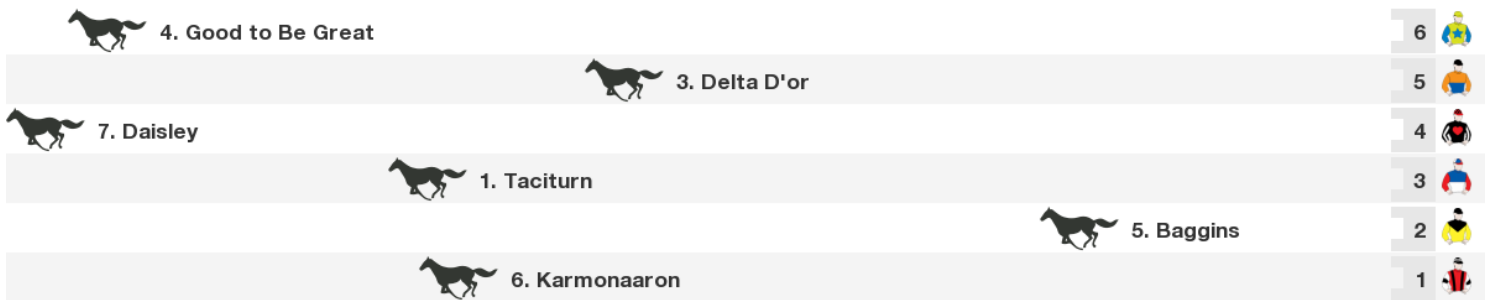 4. Good to Be Great 6
3. Delta D'or 5
7. Daisley 4
1. Taciturn 3
5. Baggins 2
6. Karmonaaron 1